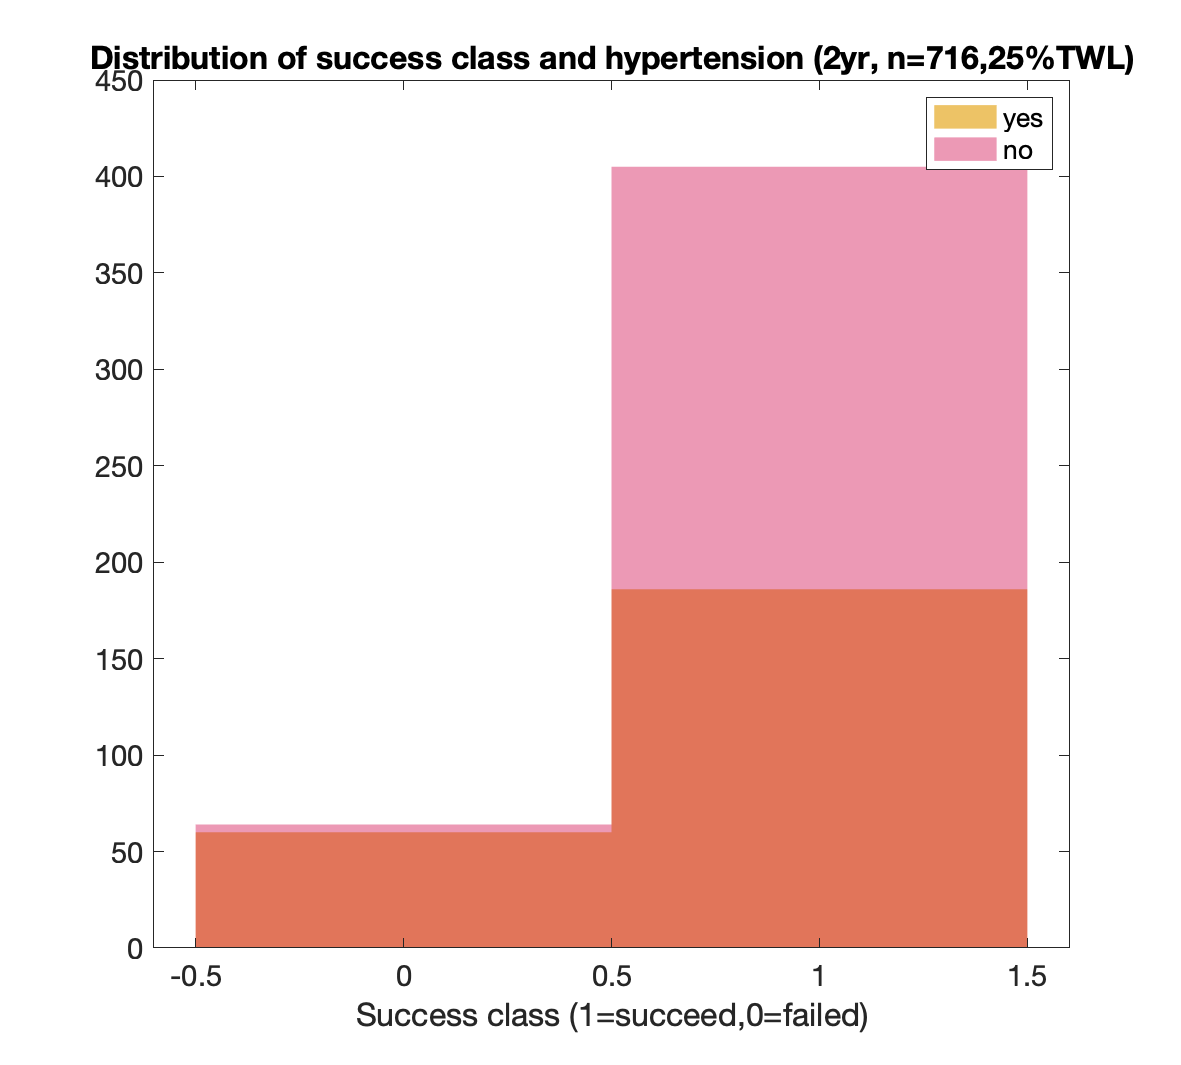 Distribution of success class and hypertension (2yr, n=716,25%TWL)
450
400
350
300
250
200
150
100
50
0
yes
no
-0.5 0 0.5 1 1.5
Success class (1=succeed,0=failed)